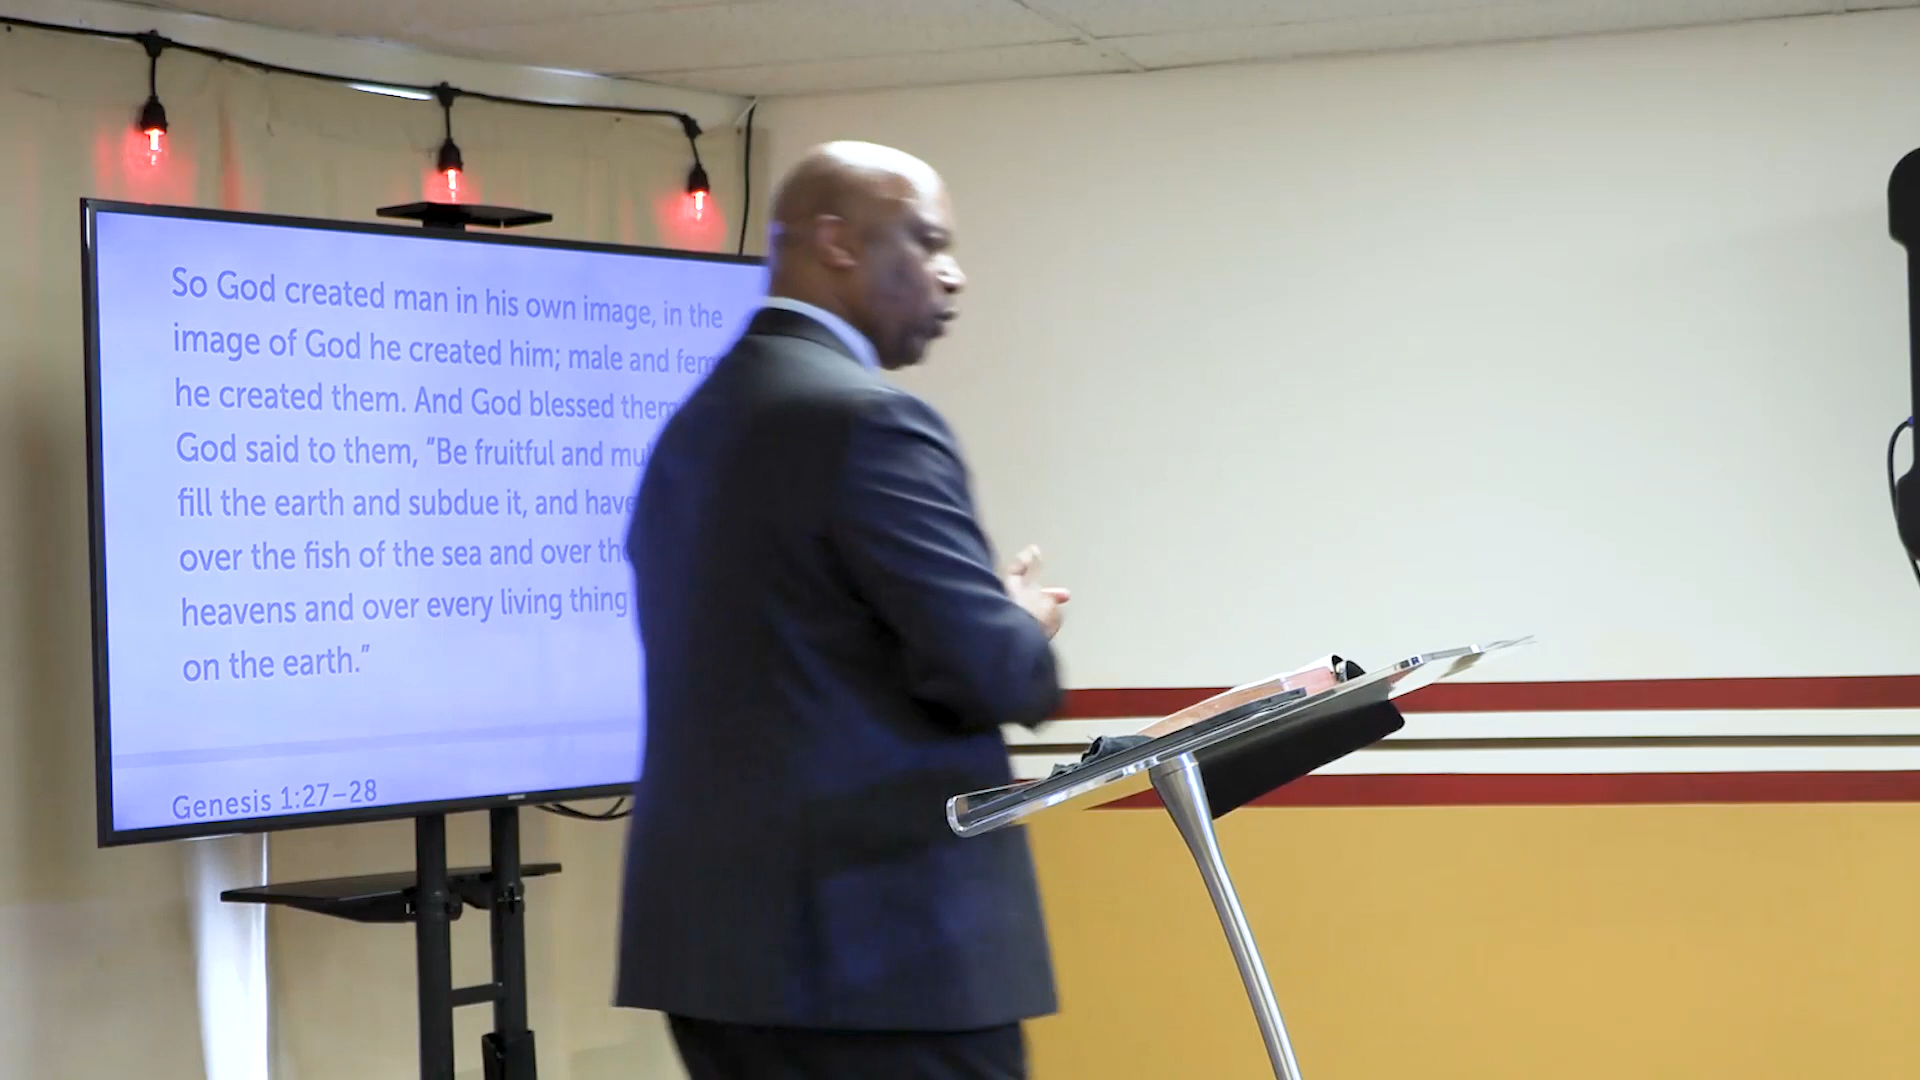 So God created man in his own image, in the
image of God he created him; male and
he created them. And God blessed them
God said to them, “Be fruitful and
fill the earth and subdue it, and have
over the fish of the sea and over the
heavens and over every living thing
on the earth.”
Genesis 1:27–28